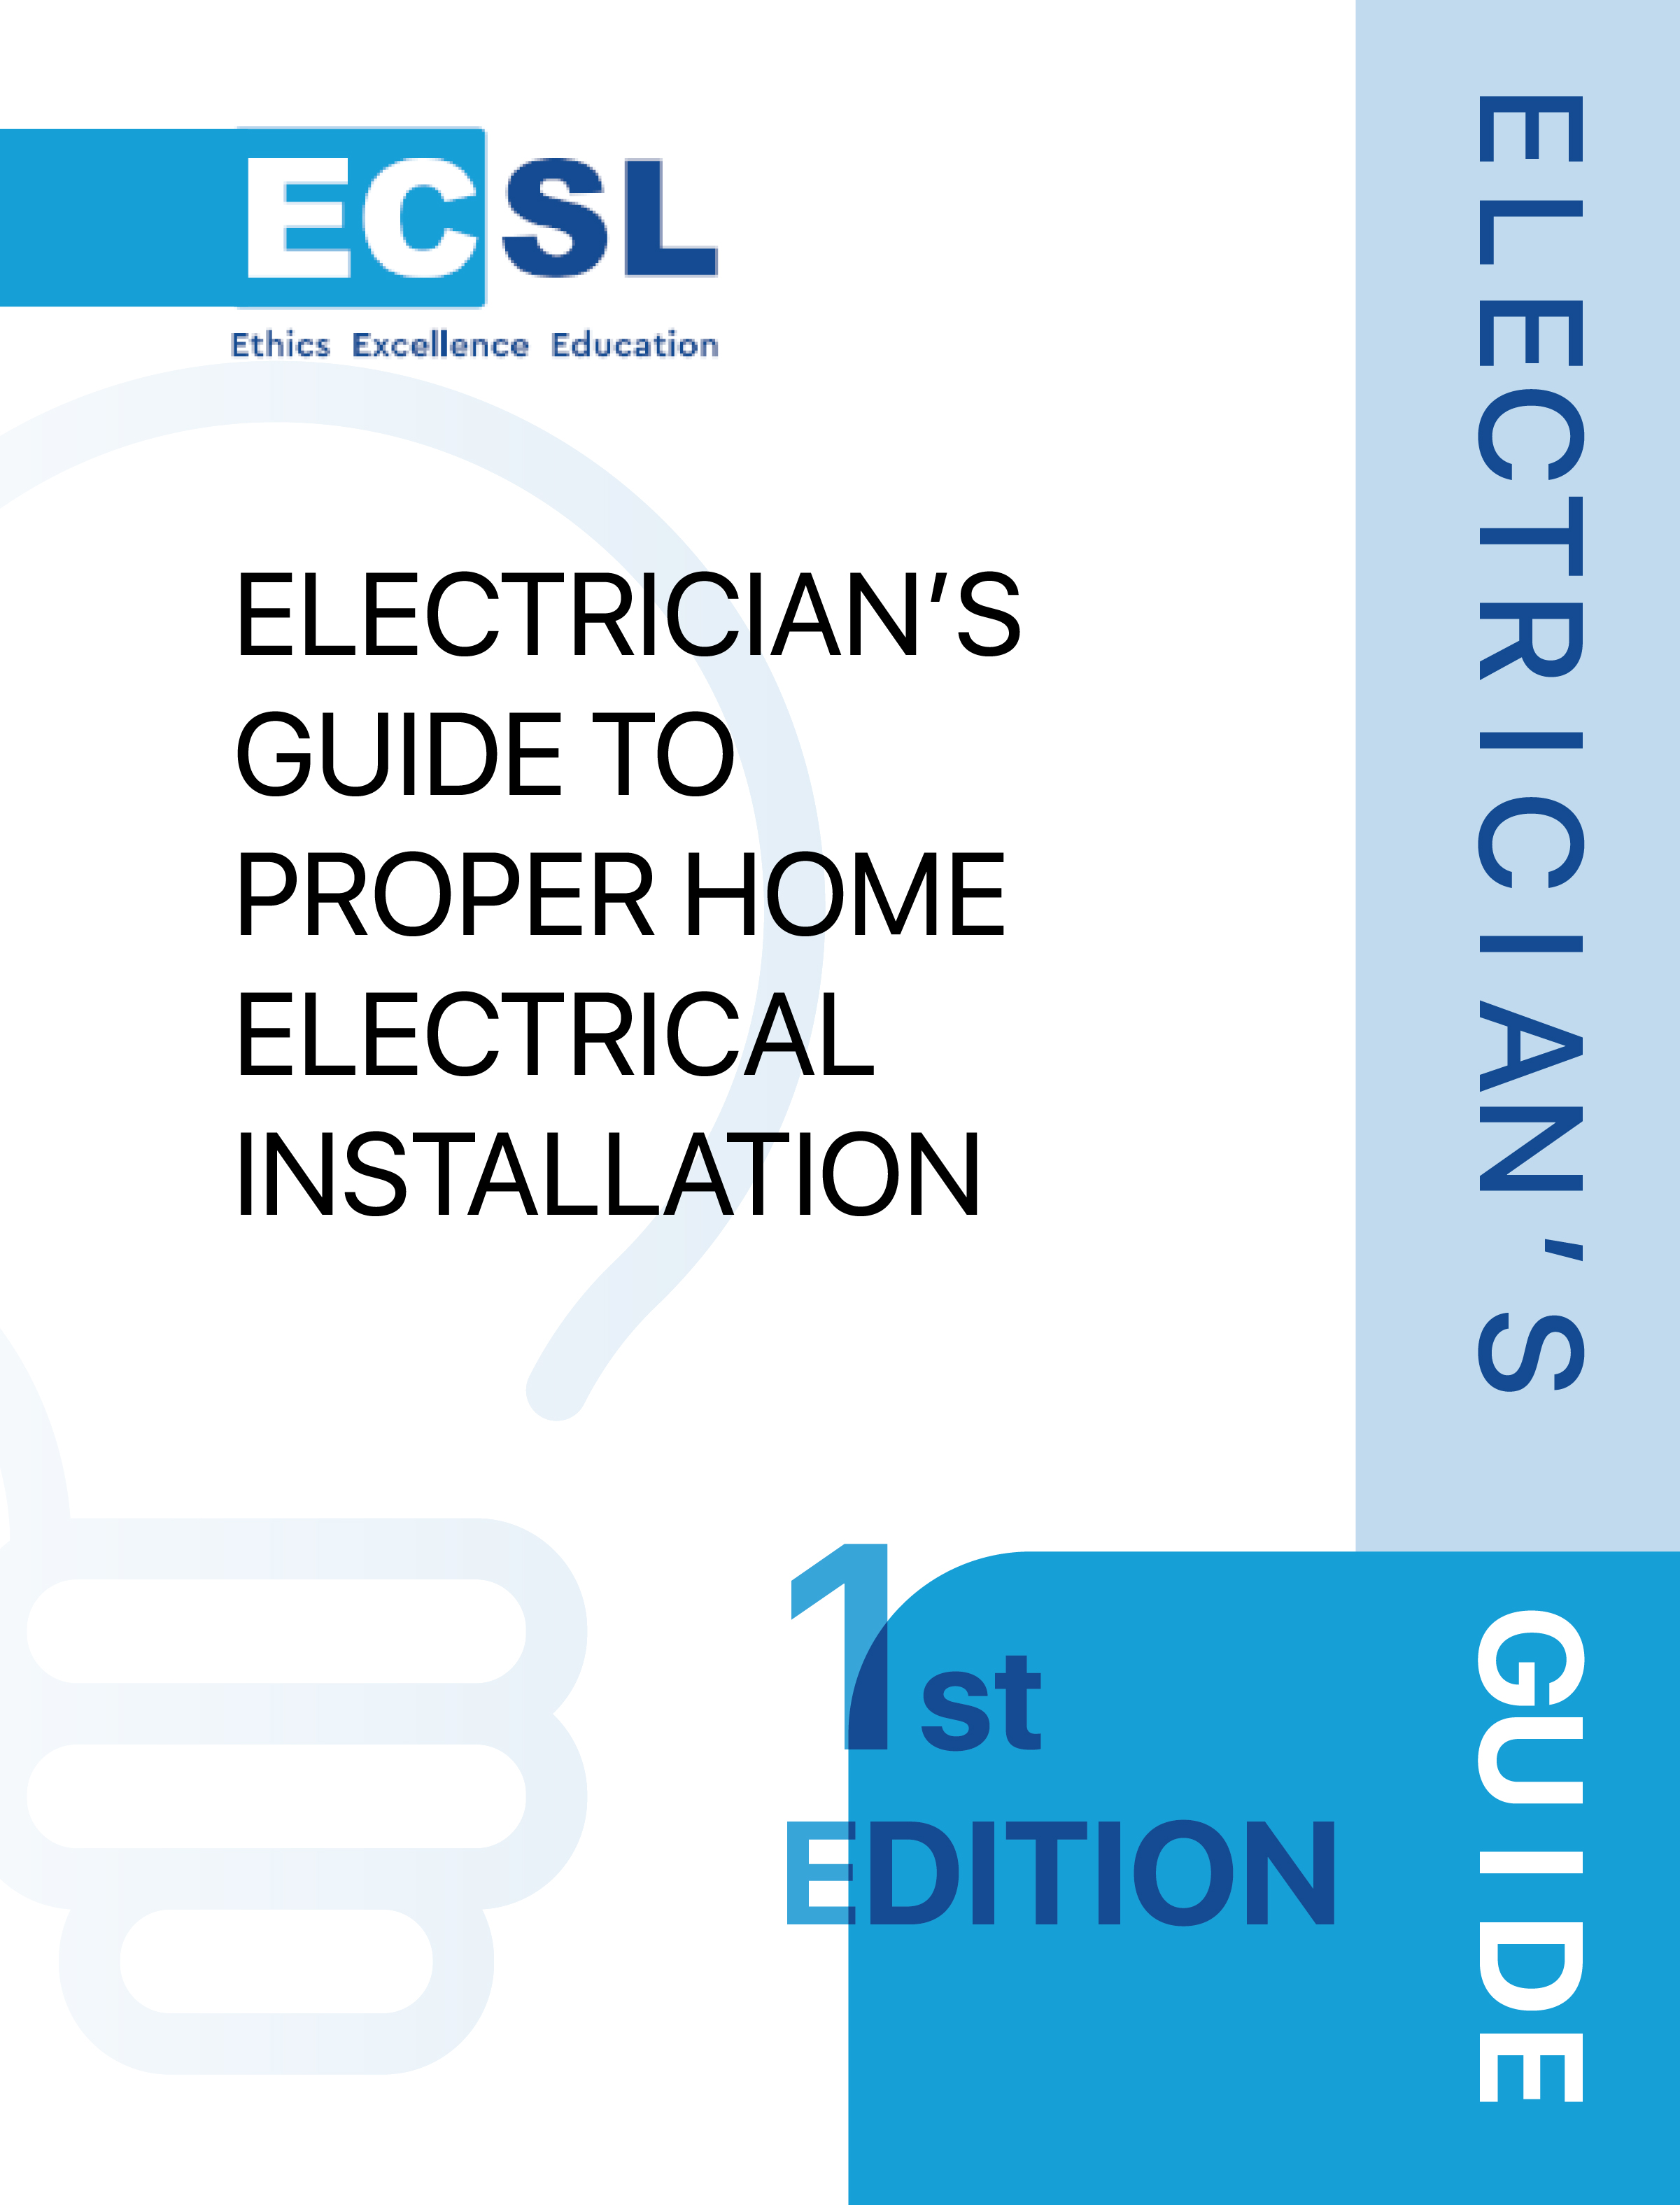 ECSL
Ethics Excellence Education
ELECTRICIAN’S
GUIDE TO
PROPER HOME
ELECTRICAL
INSTALLATION
1st
EDITION
ELECTRICIAN’S GUIDE